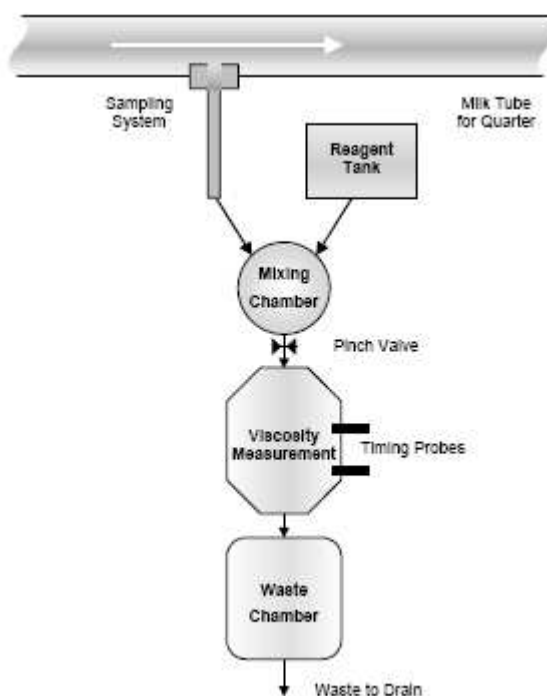 Sampling
System
Milk Tube
for Quarter
Reagent
Tank
Mixing
Chamber
Pinch Valve
Viscosity
Measurement
Timing Probes
Waste
Chamber
Waste to Drain